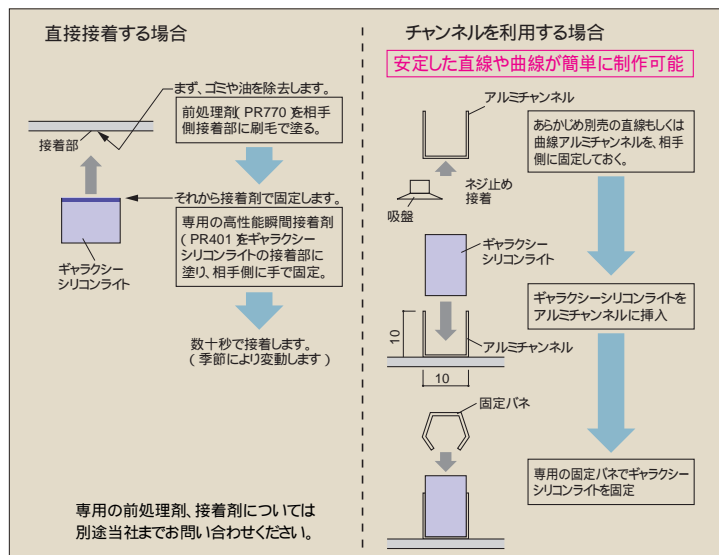 直接接着する場合
まず、ゴミや油を除去します。
前処理剤(PR770)を相手
側接着部に刷毛で塗る。
接着部
それから接着剤で固定します。
専用の高性能瞬間接着剤
(PR401)をギャラクシー
シリコンライトの接着部に
塗り、相手側に手で固定。
ギャラクシー
シリコンライト
数十秒で接着します。
(季節により変動します)
専用の前処理剤、接着剤については
別途当社までお問い合わせください。
チャンネルを利用する場合
安定した直線や曲線が簡単に制作可能
アルミチャンネル
あらかじめ別売の直線もしくは
曲線アルミチャンネルを、相手
側に固定しておく。
ネジ止め
接着
吸盤
ギャラクシー
シリコンライト
ギャラクシーシリコンライトを
アルミチャンネルに挿入
10
アルミチャンネル
10
固定バネ
専用の固定バネでギャラクシー
シリコンライトを固定